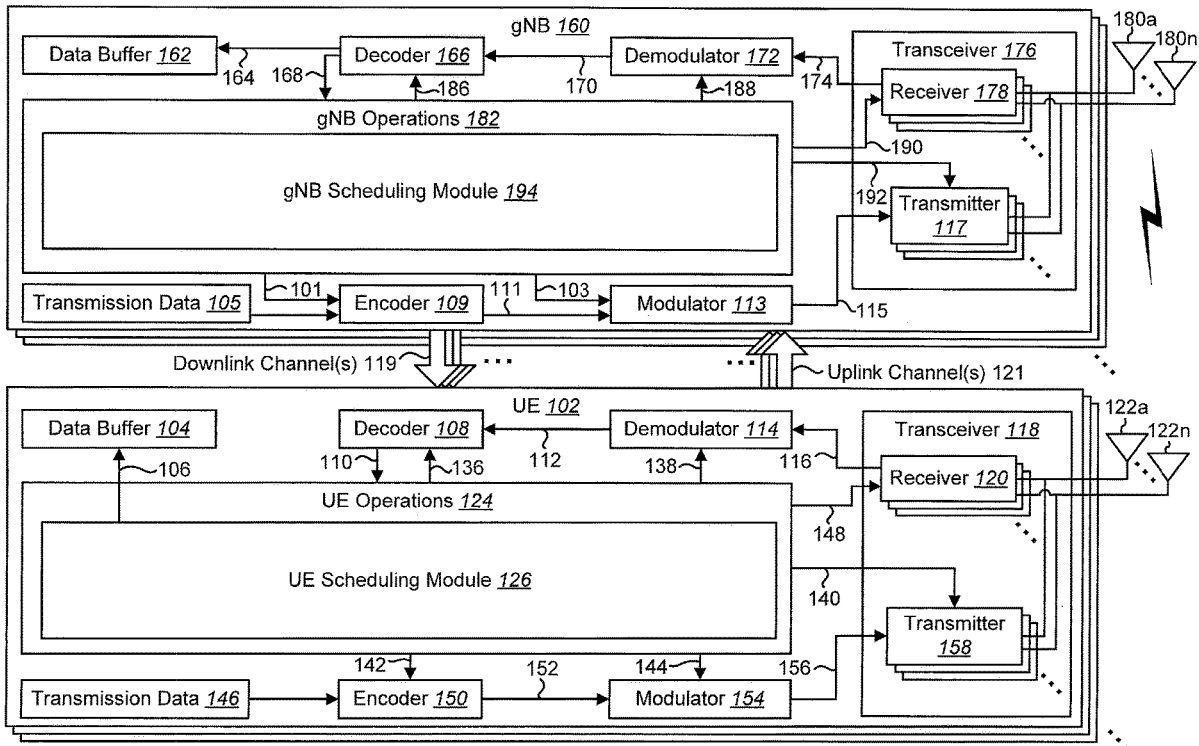 gNB 160
180a
180n
Data Buffer 162
164
168
Decoder 166
186
170
Demodulator 172
188
174
Transceiver 176
Receiver 178
gNB Operations 182
190
gNB Scheduling Module 194
192
Transmitter
117
101
103
Transmission Data 105
Encoder 109
111
Modulator 113
115
Downlink Channel(s) 119
Uplink Channel(s) 121
UE 102
122a
122n
Data Buffer 104
106
Decoder 108
110
136
112
Demodulator 114
138
116
Transceiver 118
Receiver 120
UE Operations 124
148
UE Scheduling Module 126
140
Transmitter
158
142
144
152
156
Transmission Data 146
Encoder 150
Modulator 154